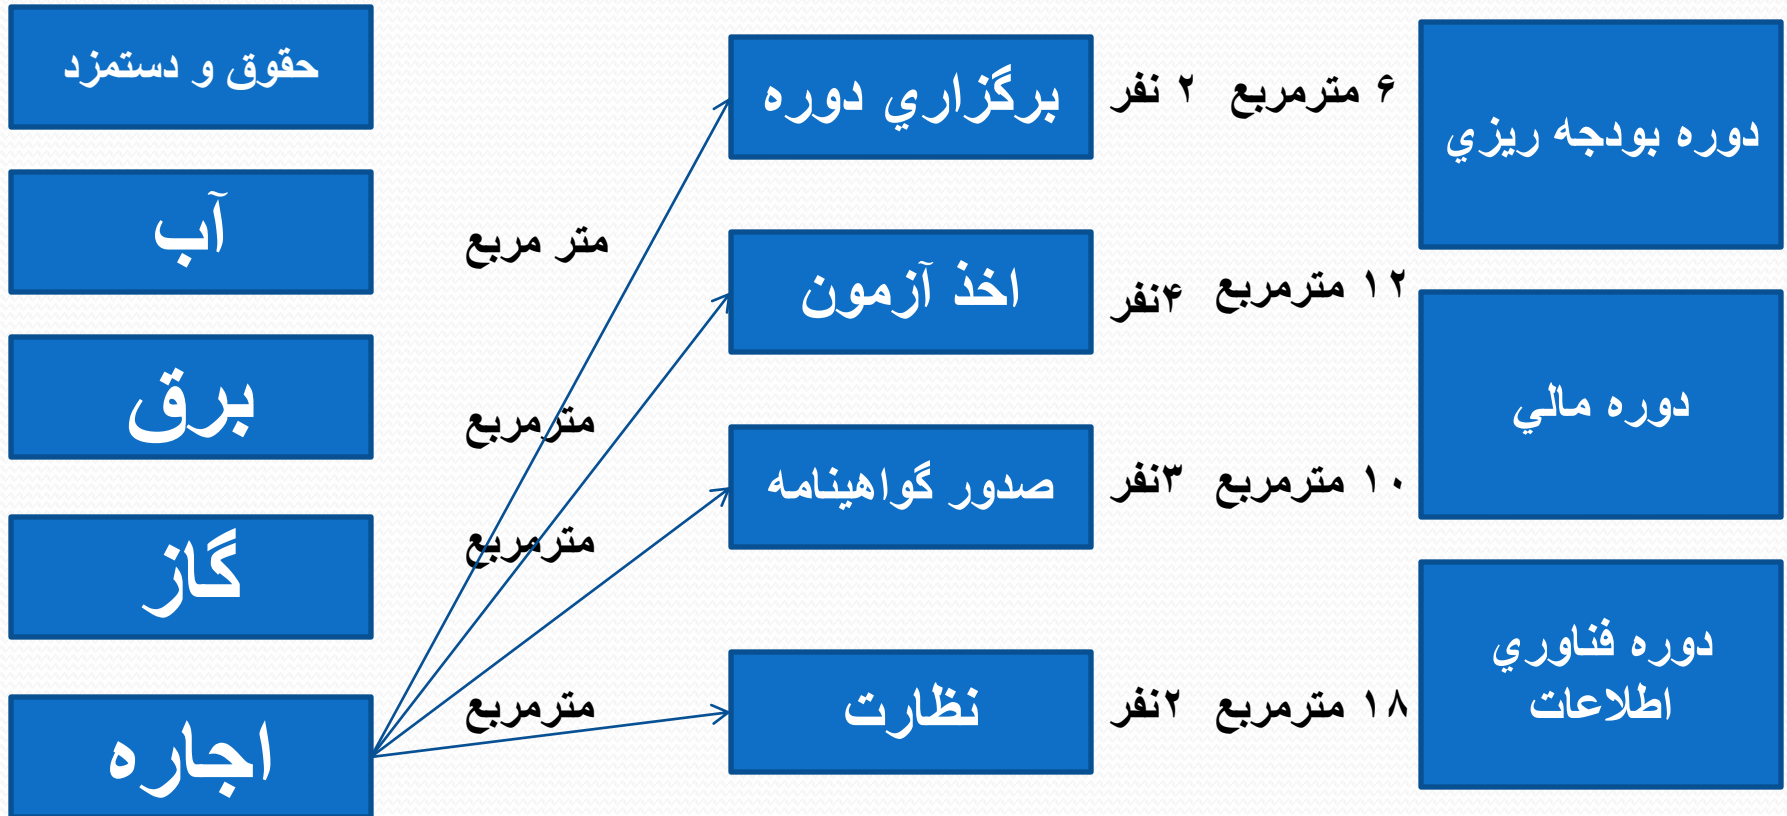 حقوق و دستمزد
آب
برق
گاز
اجاره
متر مربع
مترمربع
مترمربع
مترمربع
برگزاري دوره
اخذ آزمون
صدور گواهينامه
نظارت
۲ نفر
۶ مترمربع
۴نفر
۱۲ مترمربع
۳نفر
۱۰ مترمربع
۲نفر
۱۸ مترمربع
دوره بودجه ريزي
دوره مالي
دوره فناوري
اطلاعات